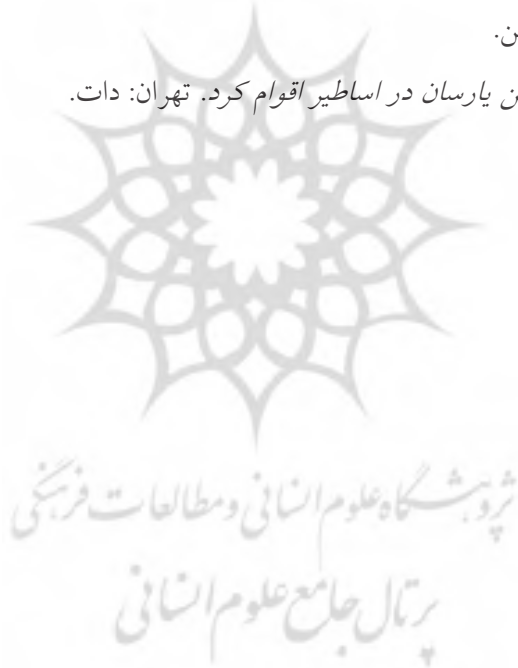 ن.
ن یارسان در اساطیر اقوام کرد. تهران: دات.
پژوهشگاه علوم انسانی و مطالعات فرهنگی
پرتال جامع علوم انسانی